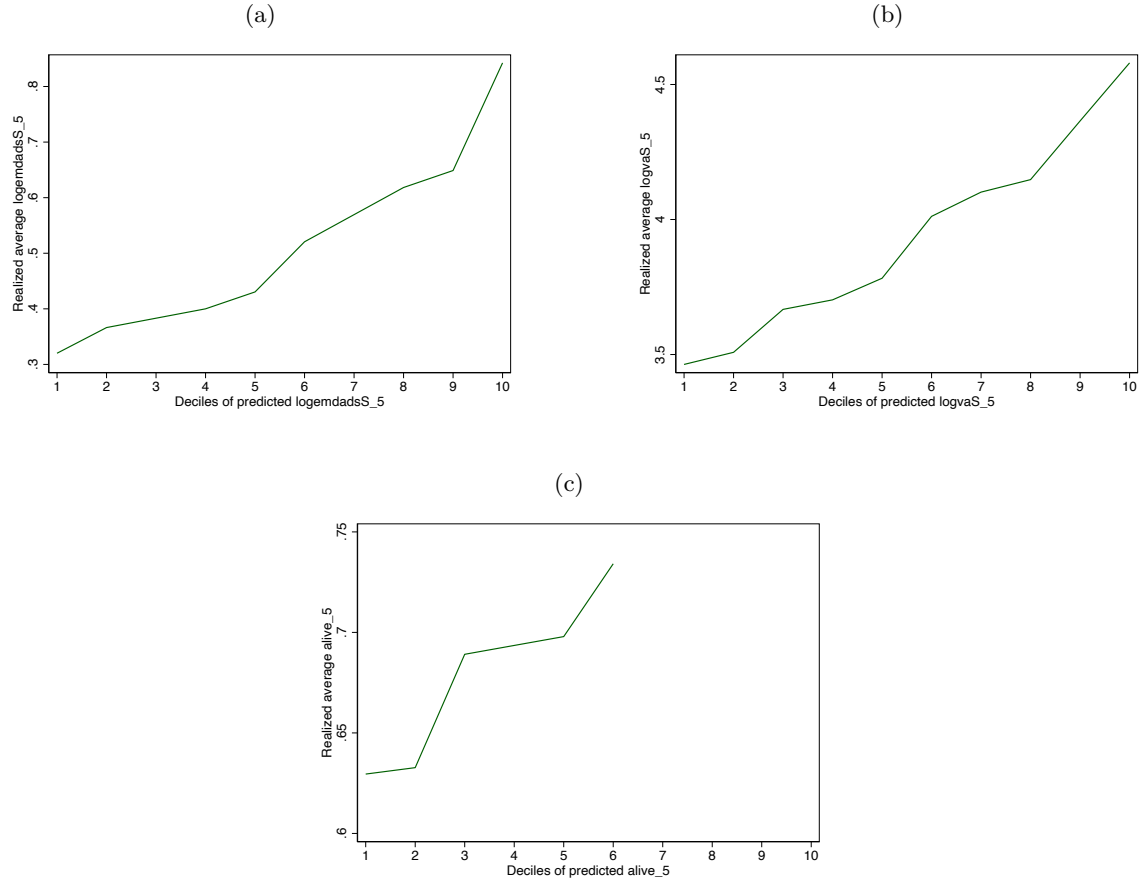 (a)
Realized average logemdadsS_5
.8
.7
.6
.5
.4
.3
1 2 3 4 5 6 7 8 9 10
Deciles of predicted logemdadsS_5
(b)
Realized average logvaS_5
4.5
4
3.5
1 2 3 4 5 6 7 8 9 10
Deciles of predicted logvaS_5
(c)
Realized average alive_5
.75
.7
.65
.6
1 2 3 4 5 6 7 8 9 10
Deciles of predicted alive_5